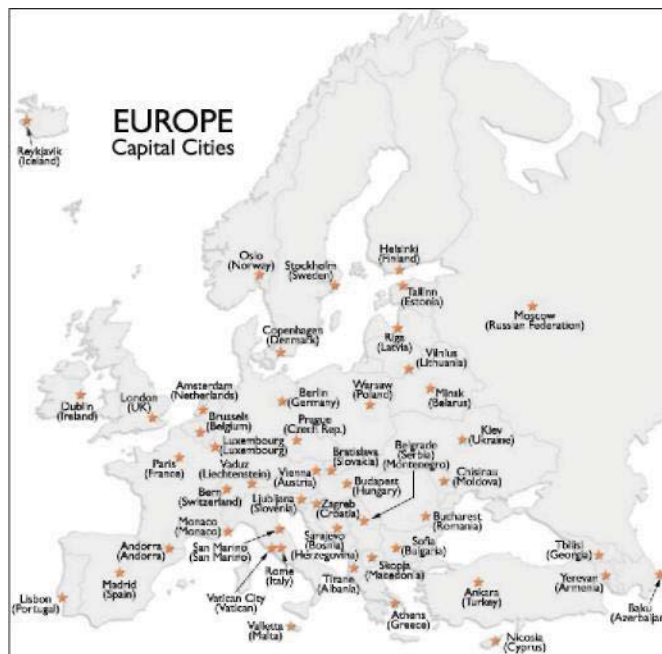 EUROPE
Capital Cities
Reykjavik
(Iceland)
Oslo
(Norway)
Stockholm
(Sweden)
Helsinki
(Finland)
Tallinn
(Estonia)
Moscow
(Russian Federation)
Copenhagen
(Denmark)
Riga
(Latvia)
Vilnius
(Lithuania)
Dublin
(Ireland)
London
(UK)
Amsterdam
(Netherlands)
Berlin
(Germany)
Warsaw
(Poland)
Minsk
(Belarus)
Brussels
(Belgium)
Prague
(Czech Rep.)
Luxembourg
(Luxembourg)
Belgrade
(Serbia)
(Montenegro)
Kiev
(Ukraine)
Paris
(France)
Vaduz
(Liechtenstein)
Vienna
(Austria)
Bratislava
(Slovakia)
Budapest
(Hungary)
Chisinau
(Moldova)
Bern
(Switzerland)
Ljubljana
(Slovenia)
Zagreb
(Croatia)
Bucharest
(Romania)
Monaco
(Monaco)
San Marino
(San Marino)
Sarajevo
(Bosnia)
(Herzegovina)
Sofia
(Bulgaria)
Andorra
(Andorra)
Rome
(Italy)
Skopja
(Macedonia)
Tbilisi
(Georgia)
Madrid
(Spain)
Vatican City
(Vatican)
Tirane
(Albania)
Ankara
(Turkey)
Yerevan
(Armenia)
Lisbon
(Portugal)
Valletta
(Malta)
Athens
(Greece)
Nicosia
(Cyprus)
Baku
(Azerbaijan